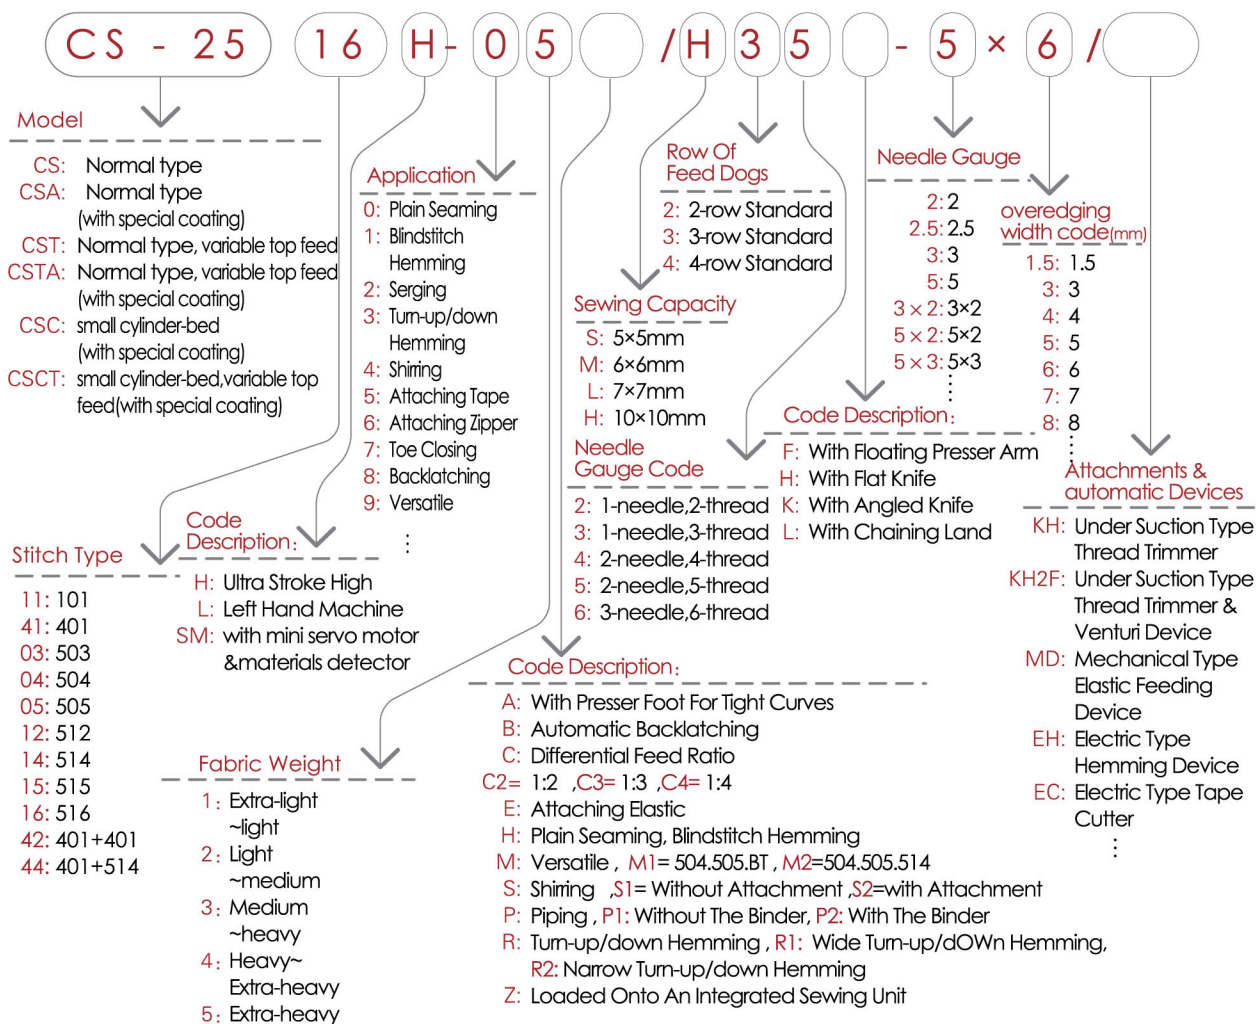 CS - 25 16 H - 0 5 / H 3 5 - 5 × 6 /
Model
CS: Normal type
CSA: Normal type
(with special coating)
CST: Normal type, variable top feed
CSTA: Normal type, variable top feed
(with special coating)
CSC: small cylinder-bed
(with special coating)
CSCT: small cylinder-bed,variable top
feed(with special coating)
Stitch Type
11: 101
41: 401
03: 503
04: 504
05: 505
12: 512
14: 514
15: 515
16: 516
42: 401+401
44: 401+514
Code
Description:
H: Ultra Stroke High
L: Left Hand Machine
SM: with mini servo motor
&materials detector
Application
0: Plain Seaming
1: Blindstitch
Hemming
2: Serging
3: Turn-up/down
Hemming
4: Shirring
5: Attaching Tape
6: Attaching Zipper
7: Toe Closing
8: Backlatching
9: Versatile
⋮
Fabric Weight
1: Extra-light
~light
2: Light
~medium
3: Medium
~heavy
4: Heavy~
Extra-heavy
5: Extra-heavy
Code Description:
A: With Presser Foot For Tight Curves
B: Automatic Backlatching
C: Differential Feed Ratio
C2= 1:2 ,C3= 1:3 ,C4= 1:4
E: Attaching Elastic
H: Plain Seaming, Blindstitch Hemming
M: Versatile , M1= 504.505.BT , M2=504.505.514
S: Shirring ,S1= Without Attachment ,S2=with Attachment
P: Piping , P1: Without The Binder, P2: With The Binder
R: Turn-up/down Hemming , R1: Wide Turn-up/dOWn Hemming,
R2: Narrow Turn-up/down Hemming
Z: Loaded Onto An Integrated Sewing Unit
Sewing Capacity
S: 5×5mm
M: 6×6mm
L: 7×7mm
H: 10×10mm
Row Of
Feed Dogs
2: 2-row Standard
3: 3-row Standard
4: 4-row Standard
Needle
Gauge Code
2: 1-needle,2-thread
3: 1-needle,3-thread
4: 2-needle,4-thread
5: 2-needle,5-thread
6: 3-needle,6-thread
Code Description:
F: With Floating Presser Arm
H: With Flat Knife
K: With Angled Knife
L: With Chaining Land
Needle Gauge
2: 2
2.5: 2.5
3: 3
5: 5
3×2: 3×2
5×2: 5×2
5×3: 5×3
⋮
overedging
width code(mm)
1.5: 1.5
3: 3
4: 4
5: 5
6: 6
7: 7
8: 8
⋮
Attachments &
automatic Devices
KH: Under Suction Type
Thread Trimmer
KH2F: Under Suction Type
Thread Trimmer &
Venturi Device
MD: Mechanical Type
Elastic Feeding
Device
EH: Electric Type
Hemming Device
EC: Electric Type Tape
Cutter
⋮